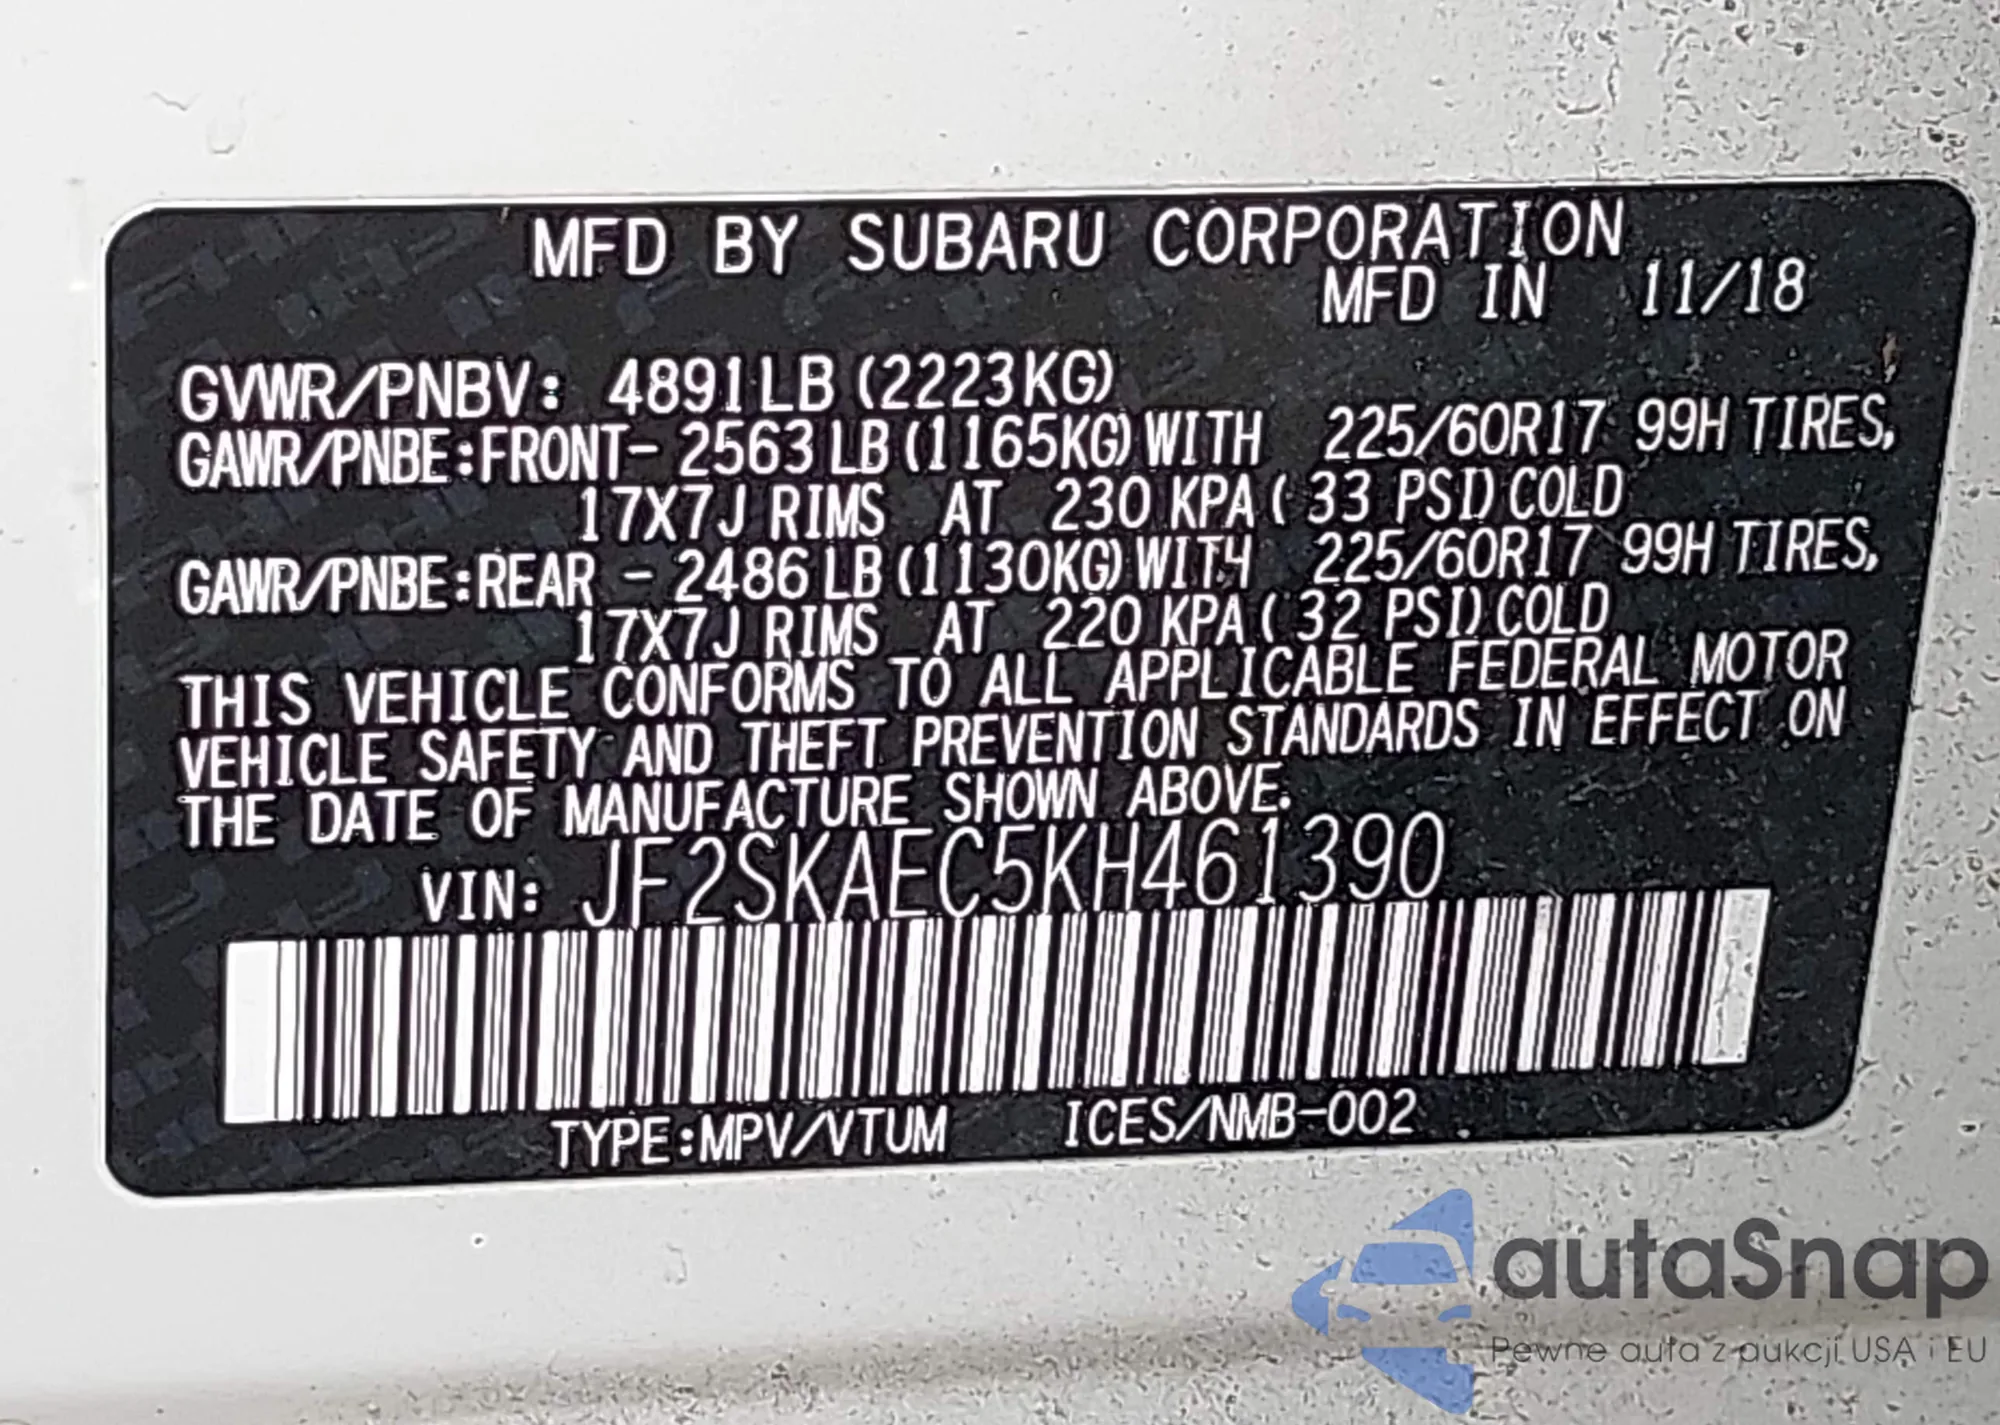 MFD BY SUBARU CORPORATION
MFD IN 11/18
GVWR/PNBV: 4891LB (2223KG)
GAWR/PNBE:FRONT- 2563 LB (1165KG) WITH 225/60R17 99H TIRES,
17X7J RIMS AT 230 KPA ( 33 PSI) COLD
GAWR/PNBE:REAR - 2486 LB (1130KG) WITH 225/60R17 99H TIRES,
17X7J RIMS AT 220 KPA ( 32 PSI) COLD
THIS VEHICLE CONFORMS TO ALL APPLICABLE FEDERAL MOTOR
VEHICLE SAFETY AND THEFT PREVENTION STANDARDS IN EFFECT ON
THE DATE OF MANUFACTURE SHOWN ABOVE.
VIN: JF2SKAEC5KH461390
TYPE:MPV/VTUM ICES/NMB-002
autaSnap
Pewne auta z aukcji USA i EU